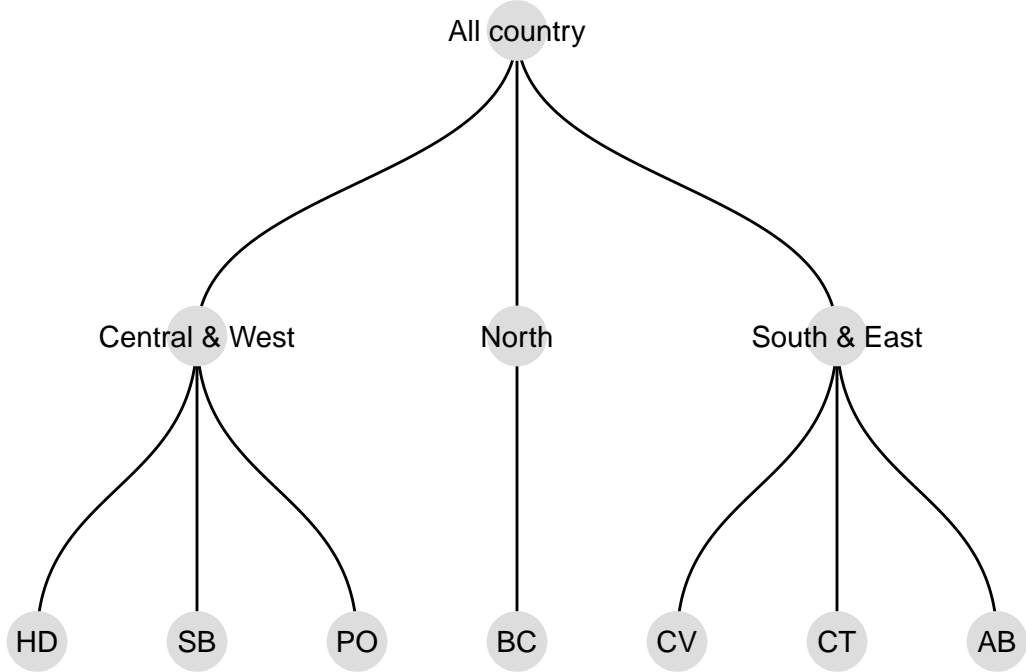 All country
Central & West
North
South & East
HD
SB
PO
BC
CV
CT
AB